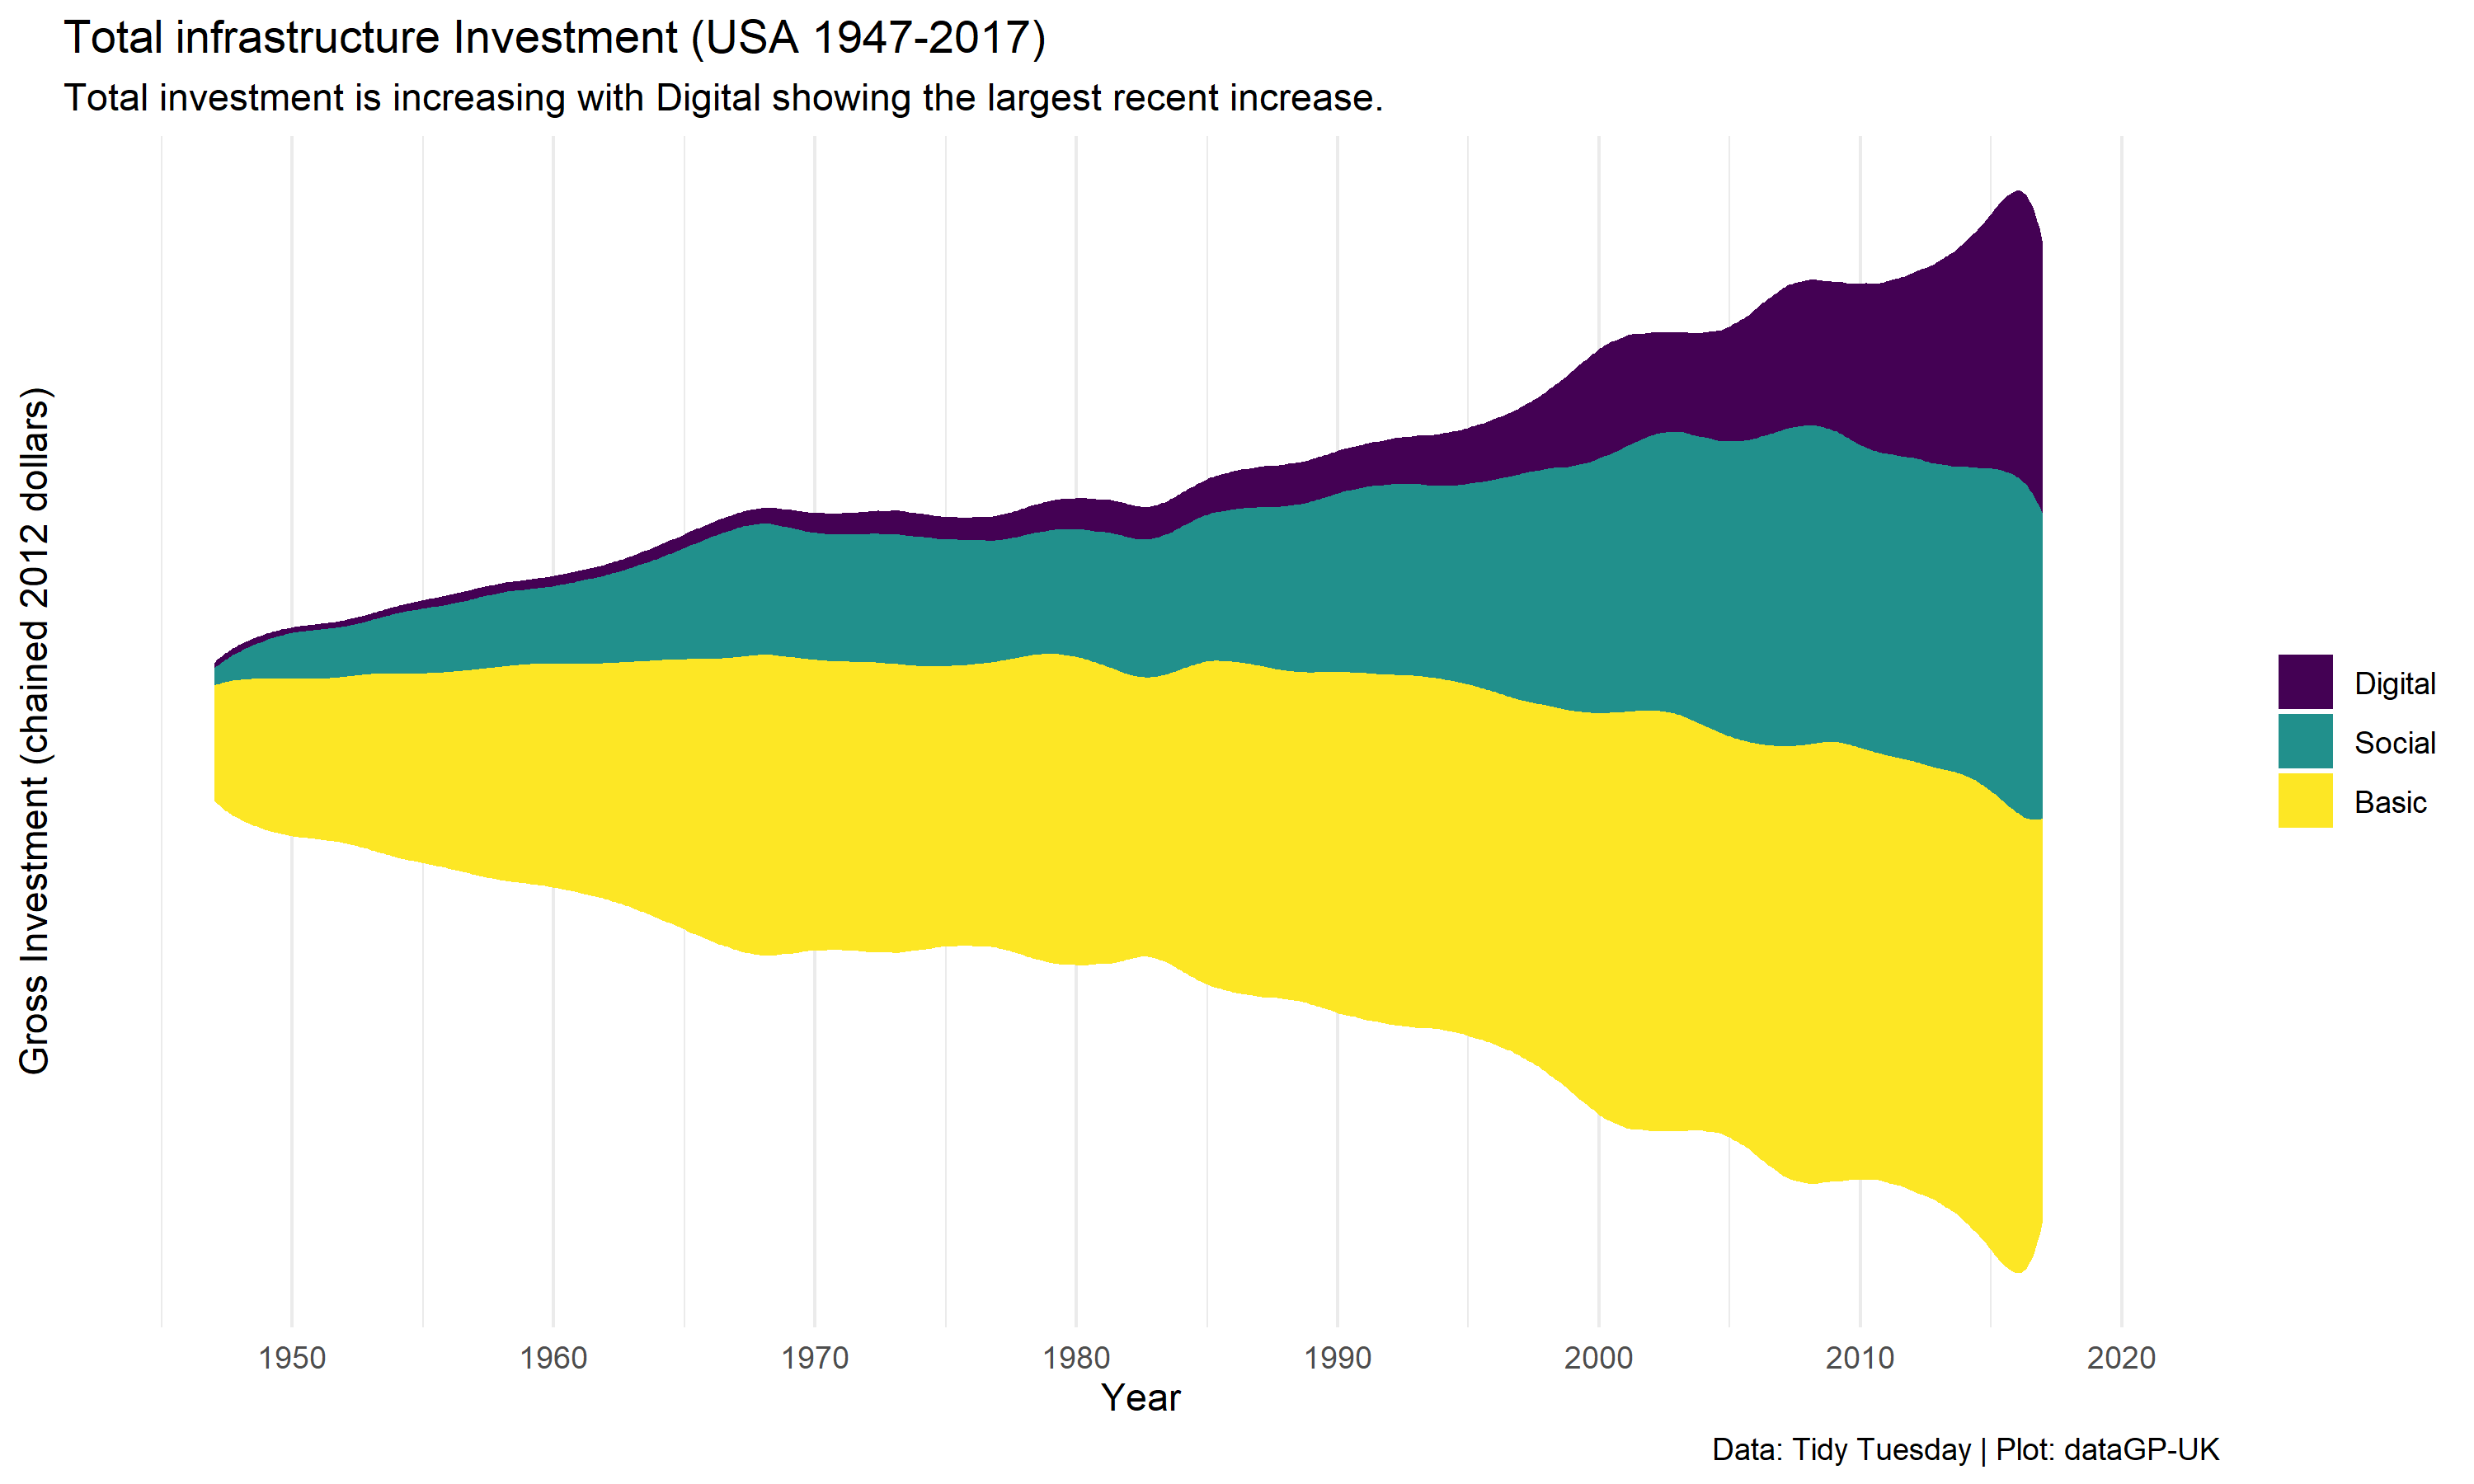 Total infrastructure Investment (USA 1947-2017)
Total investment is increasing with Digital showing the largest recent increase.
Gross Investment (chained 2012 dollars)
Digital
Social
Basic
1950
1960
1970
1980
1990
2000
2010
2020
Year
Data: Tidy Tuesday | Plot: dataGP-UK